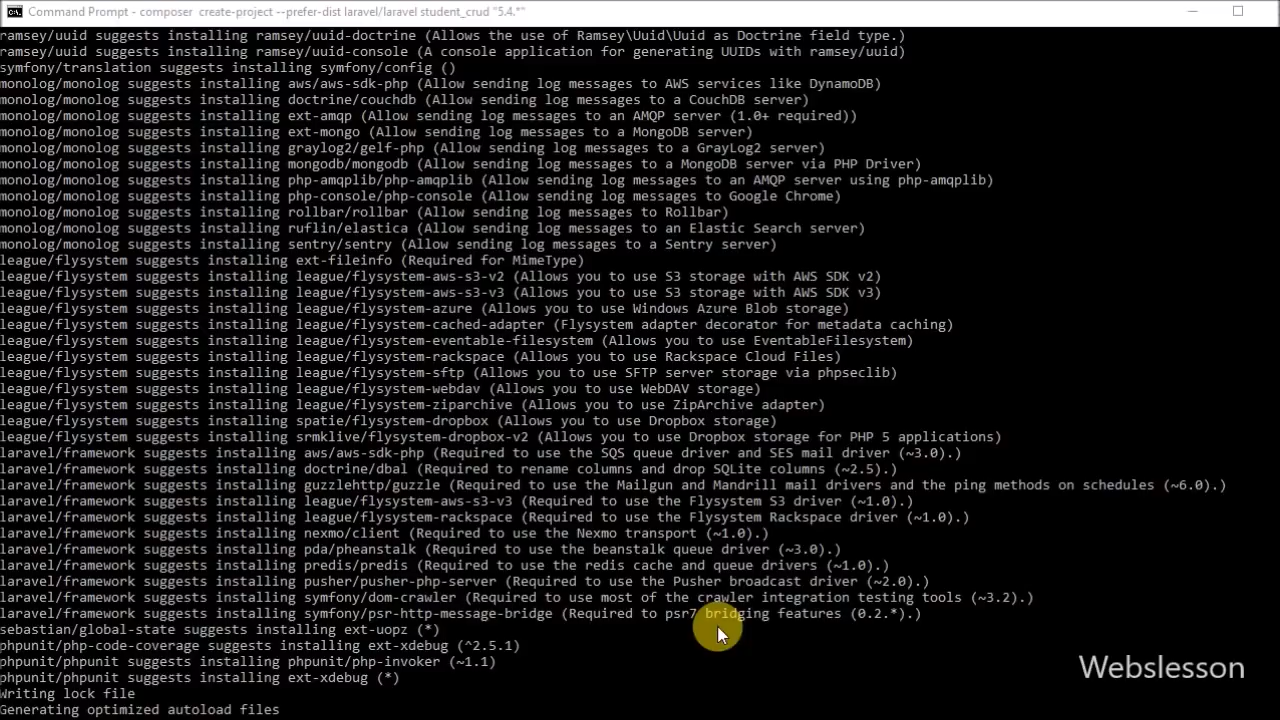 Command Prompt - composer  create-project --prefer-dist laravel/laravel student_crud "5.4.*"
ramsey/uuid suggests installing ramsey/uuid-doctrine (Allows the use of Ramsey\Uuid\Uuid as Doctrine field type.)
ramsey/uuid suggests installing ramsey/uuid-console (A console application for generating UUIDs with ramsey/uuid)
symfony/translation suggests installing symfony/config ()
monolog/monolog suggests installing aws/aws-sdk-php (Allow sending log messages to AWS services like DynamoDB)
monolog/monolog suggests installing doctrine/couchdb (Allow sending log messages to a CouchDB server)
monolog/monolog suggests installing ext-amqp (Allow sending log messages to an AMQP server (1.0+ required))
monolog/monolog suggests installing ext-mongo (Allow sending log messages to a MongoDB server)
monolog/monolog suggests installing graylog2/gelf-php (Allow sending log messages to a GrayLog2 server)
monolog/monolog suggests installing mongodb/mongodb (Allow sending log messages to a MongoDB server via PHP Driver)
monolog/monolog suggests installing php-amqplib/php-amqplib (Allow sending log messages to an AMQP server using php-amqplib)
monolog/monolog suggests installing php-console/php-console (Allow sending log messages to Google Chrome)
monolog/monolog suggests installing rollbar/rollbar (Allow sending log messages to Rollbar)
monolog/monolog suggests installing ruflin/elastica (Allow sending log messages to an Elastic Search server)
monolog/monolog suggests installing sentry/sentry (Allow sending log messages to a Sentry server)
league/flysystem suggests installing ext-fileinfo (Required for MimeType)
league/flysystem suggests installing league/flysystem-aws-s3-v2 (Allows you to use S3 storage with AWS SDK v2)
league/flysystem suggests installing league/flysystem-aws-s3-v3 (Allows you to use S3 storage with AWS SDK v3)
league/flysystem suggests installing league/flysystem-azure (Allows you to use Windows Azure Blob storage)
league/flysystem suggests installing league/flysystem-cached-adapter (Flysystem adapter decorator for metadata caching)
league/flysystem suggests installing league/flysystem-eventable-filesystem (Allows you to use EventableFilesystem)
league/flysystem suggests installing league/flysystem-rackspace (Allows you to use Rackspace Cloud Files)
league/flysystem suggests installing league/flysystem-sftp (Allows you to use SFTP server storage via phpseclib)
league/flysystem suggests installing league/flysystem-webdav (Allows you to use WebDAV storage)
league/flysystem suggests installing league/flysystem-ziparchive (Allows you to use ZipArchive adapter)
league/flysystem suggests installing spatie/flysystem-dropbox (Allows you to use Dropbox storage)
league/flysystem suggests installing srmklive/flysystem-dropbox-v2 (Allows you to use Dropbox storage for PHP 5 applications)
laravel/framework suggests installing aws/aws-sdk-php (Required to use the SQS queue driver and SES mail driver (~3.0).)
laravel/framework suggests installing doctrine/dbal (Required to rename columns and drop SQLite columns (~2.5).)
laravel/framework suggests installing guzzlehttp/guzzle (Required to use the Mailgun and Mandrill mail drivers and the ping methods on schedules (~6.0).)
laravel/framework suggests installing league/flysystem-aws-s3-v3 (Required to use the Flysystem S3 driver (~1.0).)
laravel/framework suggests installing league/flysystem-rackspace (Required to use the Flysystem Rackspace driver (~1.0).)
laravel/framework suggests installing nexmo/client (Required to use the Nexmo transport (~1.0).)
laravel/framework suggests installing pda/pheanstalk (Required to use the beanstalk queue driver (~3.0).)
laravel/framework suggests installing predis/predis (Required to use the redis cache and queue drivers (~1.0).)
laravel/framework suggests installing pusher/pusher-php-server (Required to use the Pusher broadcast driver (~2.0).)
laravel/framework suggests installing symfony/dom-crawler (Required to use most of the crawler integration testing tools (~3.2).)
laravel/framework suggests installing symfony/psr-http-message-bridge (Required to psr7 bridging features (0.2.*).)
sebastian/global-state suggests installing ext-uopz (*)
phpunit/php-code-coverage suggests installing ext-xdebug (^2.5.1)
phpunit/phpunit suggests installing phpunit/php-invoker (~1.1)
phpunit/phpunit suggests installing ext-xdebug (*)
Writing lock file
Generating optimized autoload files
Webslesson